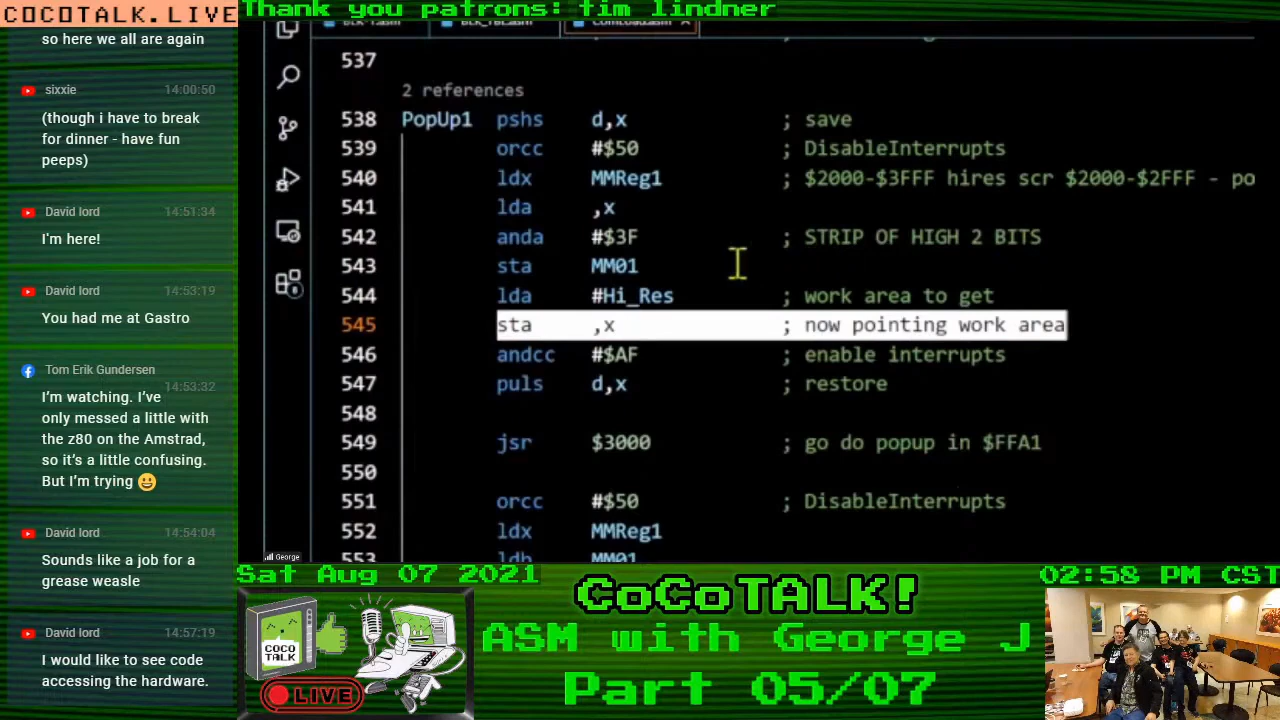 COCOTALK.LIVE
Thank you patrons: tim lindner
so here we all are again
sixxie 14:00:50
(though i have to break
for dinner - have fun
peeps)
David lord 14:51:34
I'm here!
David lord 14:53:19
You had me at Gastro
Tom Erik Gundersen
14:53:32
I'm watching. I've
only messed a little with
the z80 on the Amstrad,
so it's a little confusing.
But I'm trying 😀
David lord 14:54:04
Sounds like a job for a
grease weasle
David lord 14:57:19
I would like to see code
accessing the hardware.
537
2 references
538 PopUp1 pshs d,x ; save
539 orcc #$50 ; DisableInterrupts
540 ldx MMReg1 ; $2000-$3FFF hires scr $2000-$2FFF - po
541 lda ,x
542 anda #$3F ; STRIP OF HIGH 2 BITS
543 sta MM01
544 lda #Hi_Res ; work area to get
545 sta ,x ; now pointing work area
546 andcc #$AF ; enable interrupts
547 puls d,x ; restore
548
549 jsr $3000 ; go do popup in $FFA1
550
551 orcc #$50 ; DisableInterrupts
552 ldx MMReg1
553 ldb MM01
George
Sat Aug 07 2021
CoCoTALK!
02:58 PM CST
COCO
TALK
LIVE
ASM with George J
Part 05/07